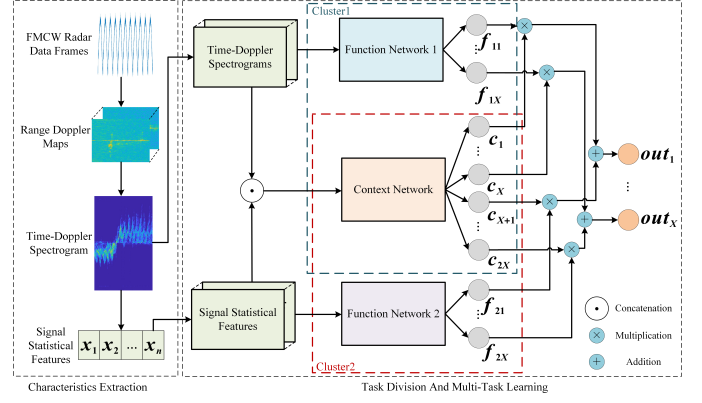 FMCW Radar
Data Frames
Range Doppler
Maps
Time-Doppler
Spectrogram
Signal
Statistical
Features
x1 x2 ... xn
Characteristics Extraction
Cluster1
Time-Doppler
Spectrograms
Function Network 1
f11
⋮
f1X
Context Network
c1
⋮
cX
cX+1
⋮
c2X
Signal Statistical
Features
Function Network 2
f21
⋮
f2X
Cluster2
out1
⋮
outX
Concatenation
Multiplication
Addition
Task Division And Multi-Task Learning